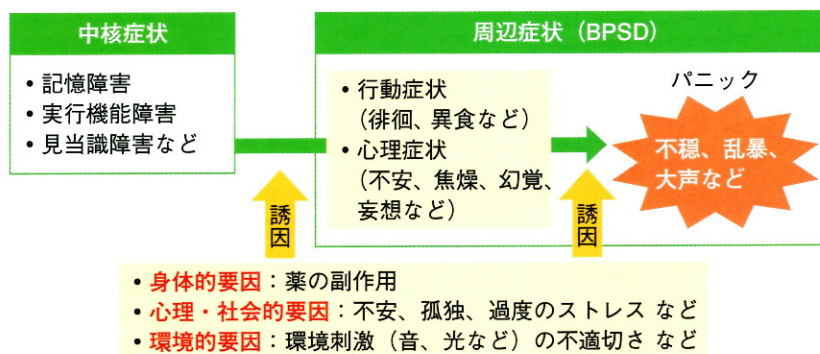 中核症状
• 記憶障害
• 実行機能障害
• 見当識障害など
周辺症状（BPSD）
• 行動症状
（徘徊、異食など）
• 心理症状
（不安、焦燥、幻覚、
妄想など）
パニック
不穏、乱暴、
大声など
誘因
誘因
• 身体的要因：薬の副作用
• 心理・社会的要因：不安、孤独、過度のストレス など
• 環境的要因：環境刺激（音、光など）の不適切さ など